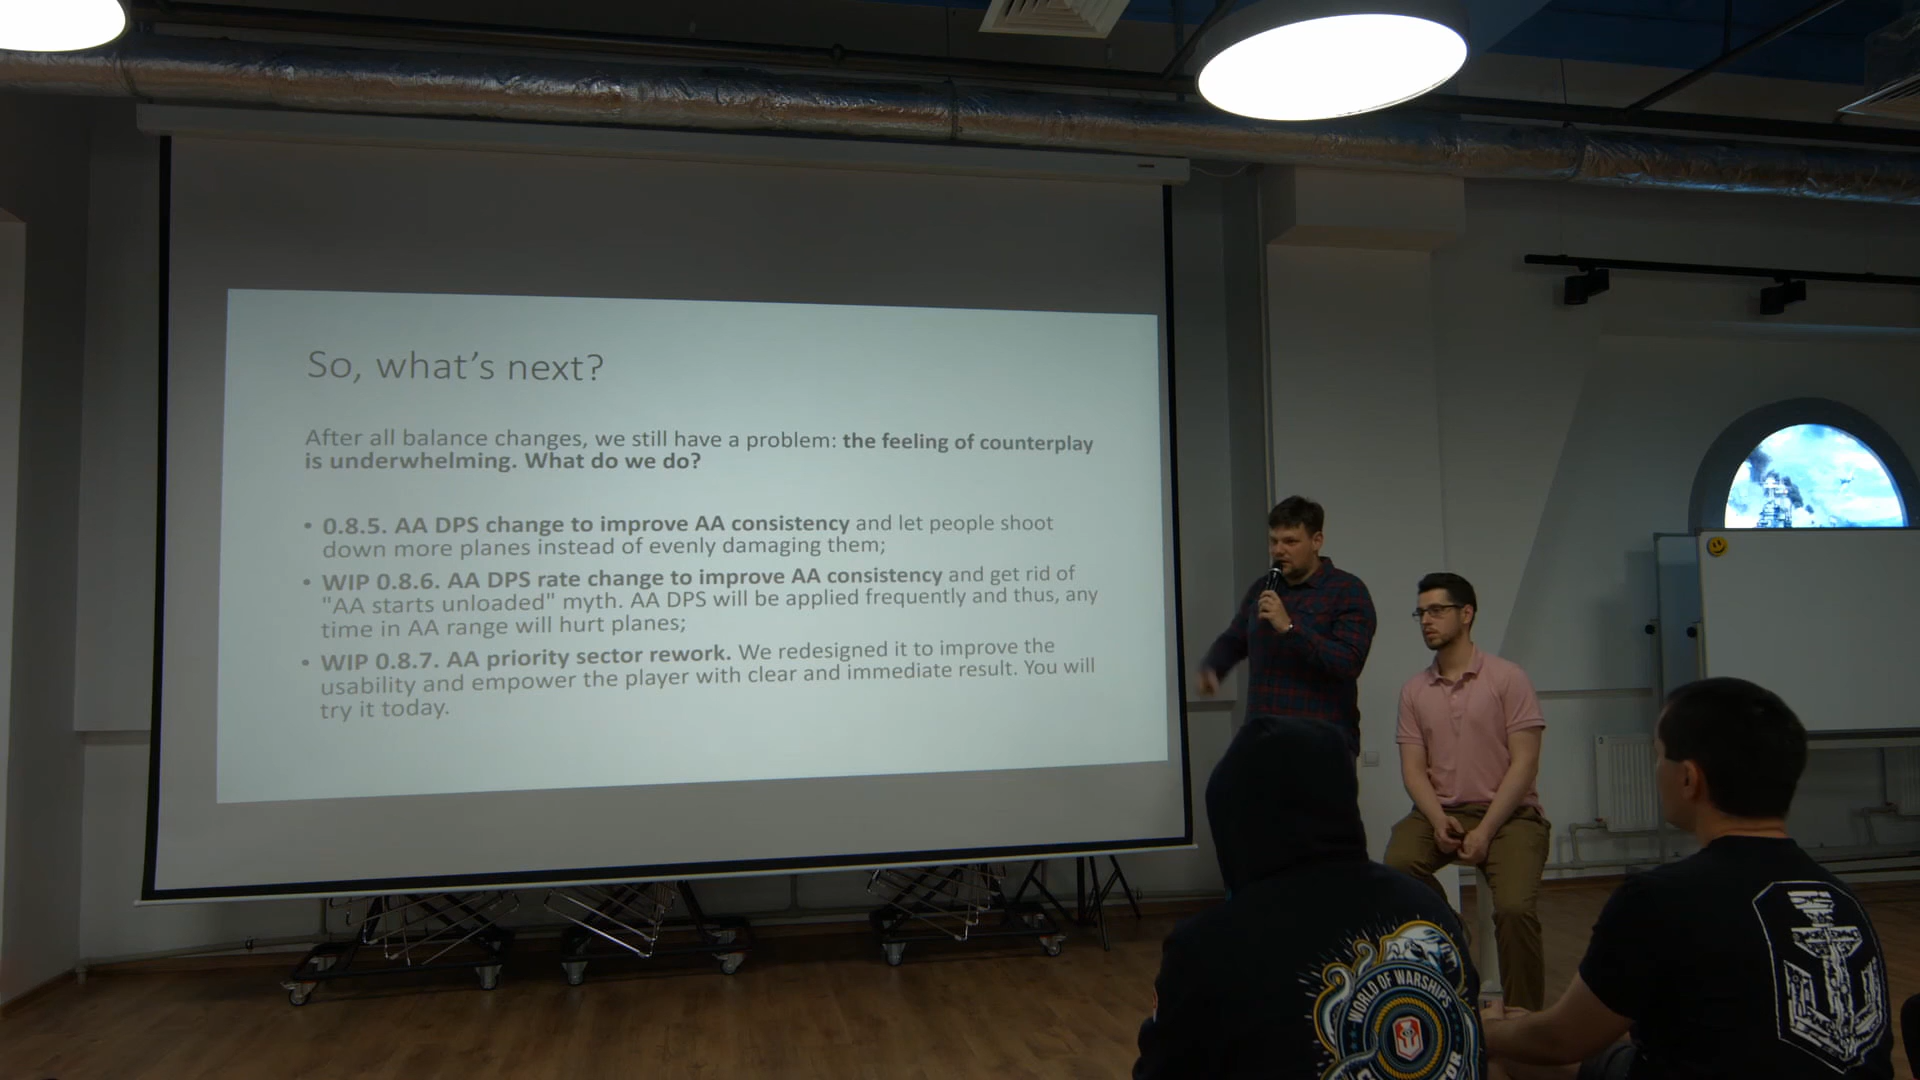 So, what's next?
After all balance changes, we still have a problem: the feeling of counterplay
is underwhelming. What do we do?
• 0.8.5. AA DPS change to improve AA consistency and let people shoot
down more planes instead of evenly damaging them;
• WIP 0.8.6. AA DPS rate change to improve AA consistency and get rid of
"AA starts unloaded" myth. AA DPS will be applied frequently and thus, any
time in AA range will hurt planes;
• WIP 0.8.7. AA priority sector rework. We redesigned it to improve the
usability and empower the player with clear and immediate result. You will
try it today.
WORLD OF WARSHIPS